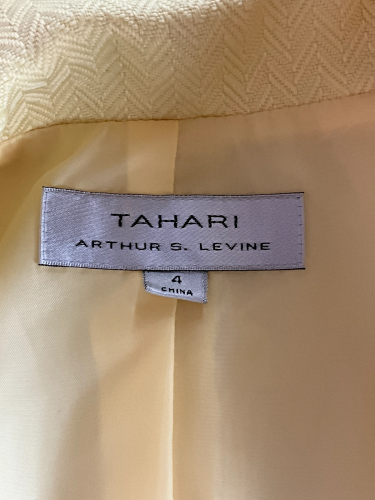 TAHARI
ARTHUR S. LEVINE
4
CHINA